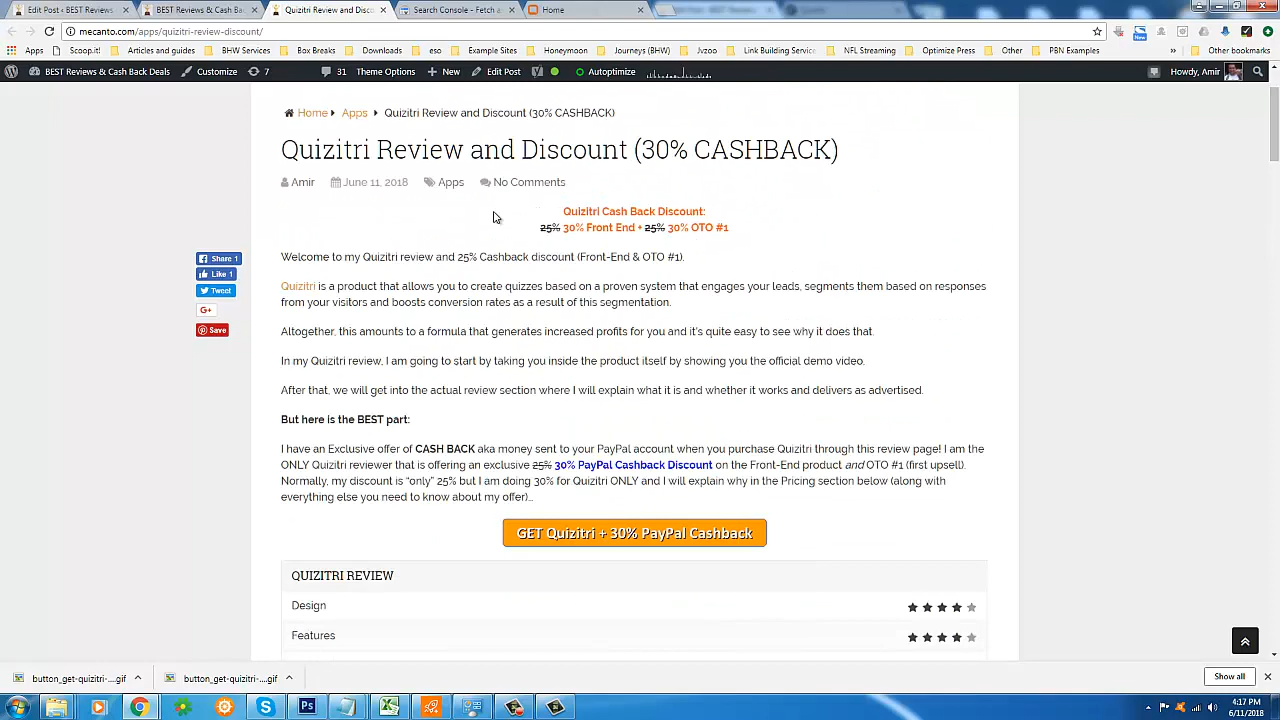 Edit Post ‹ BEST Reviews
BEST Reviews & Cash Ba
Quizitri Review and Disco
Search Console - Fetch a
Home
mecanto.com/apps/quizitri-review-discount/
Apps
Scoop.it!
Articles and guides
BHW Services
Box Breaks
Downloads
eso
Example Sites
Honeymoon
Journeys (BHW)
Jvzoo
Link Building Service
NFL Streaming
Optimize Press
Other
PBN Examples
»
Other bookmarks
BEST Reviews & Cash Back Deals
Customize
7
31
Theme Options
New
Edit Post
Autoptimize
Howdy, Amir
Home
Apps
Quizitri Review and Discount (30% CASHBACK)
Quizitri Review and Discount (30% CASHBACK)
Amir
June 11, 2018
Apps
No Comments
Quizitri Cash Back Discount:
25% 30% Front End + 25% 30% OTO #1
Share 1
Like 1
Tweet
G+
Save
Welcome to my Quizitri review and 25% Cashback discount (Front-End & OTO #1).
Quizitri is a product that allows you to create quizzes based on a proven system that engages your leads, segments them based on responses
from your visitors and boosts conversion rates as a result of this segmentation.
Altogether, this amounts to a formula that generates increased profits for you and it's quite easy to see why it does that.
In my Quizitri review, I am going to start by taking you inside the product itself by showing you the official demo video.
After that, we will get into the actual review section where I will explain what it is and whether it works and delivers as advertised.
But here is the BEST part:
I have an Exclusive offer of CASH BACK aka money sent to your PayPal account when you purchase Quizitri through this review page! I am the
ONLY Quizitri reviewer that is offering an exclusive 25% 30% PayPal Cashback Discount on the Front-End product and OTO #1 (first upsell).
Normally, my discount is “only” 25% but I am doing 30% for Quizitri ONLY and I will explain why in the Pricing section below (along with
everything else you need to know about my offer)...
GET Quizitri + 30% PayPal Cashback
QUIZITRI REVIEW
Design
Features
button_get-quizitri-....gif
button_get-quizitri-....gif
Show all
4:17 PM
6/11/2018